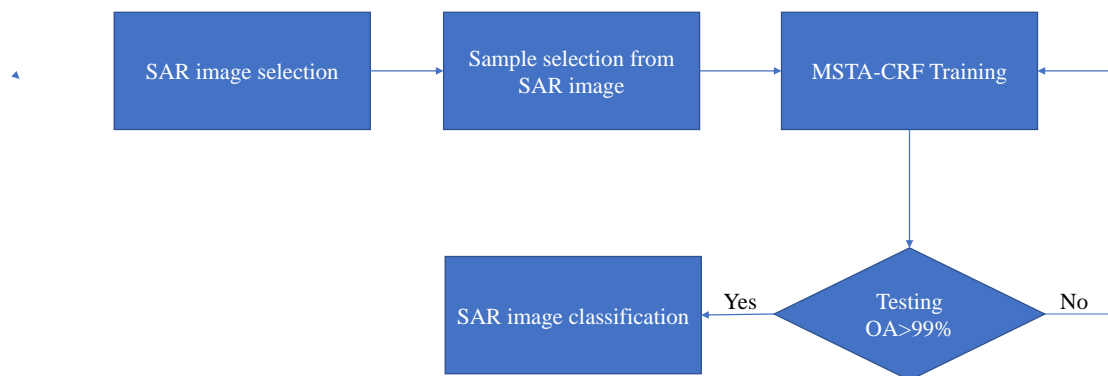 SAR image selection
Sample selection from
SAR image
MSTA-CRF Training
SAR image classification
Yes
Testing
OA>99%
No